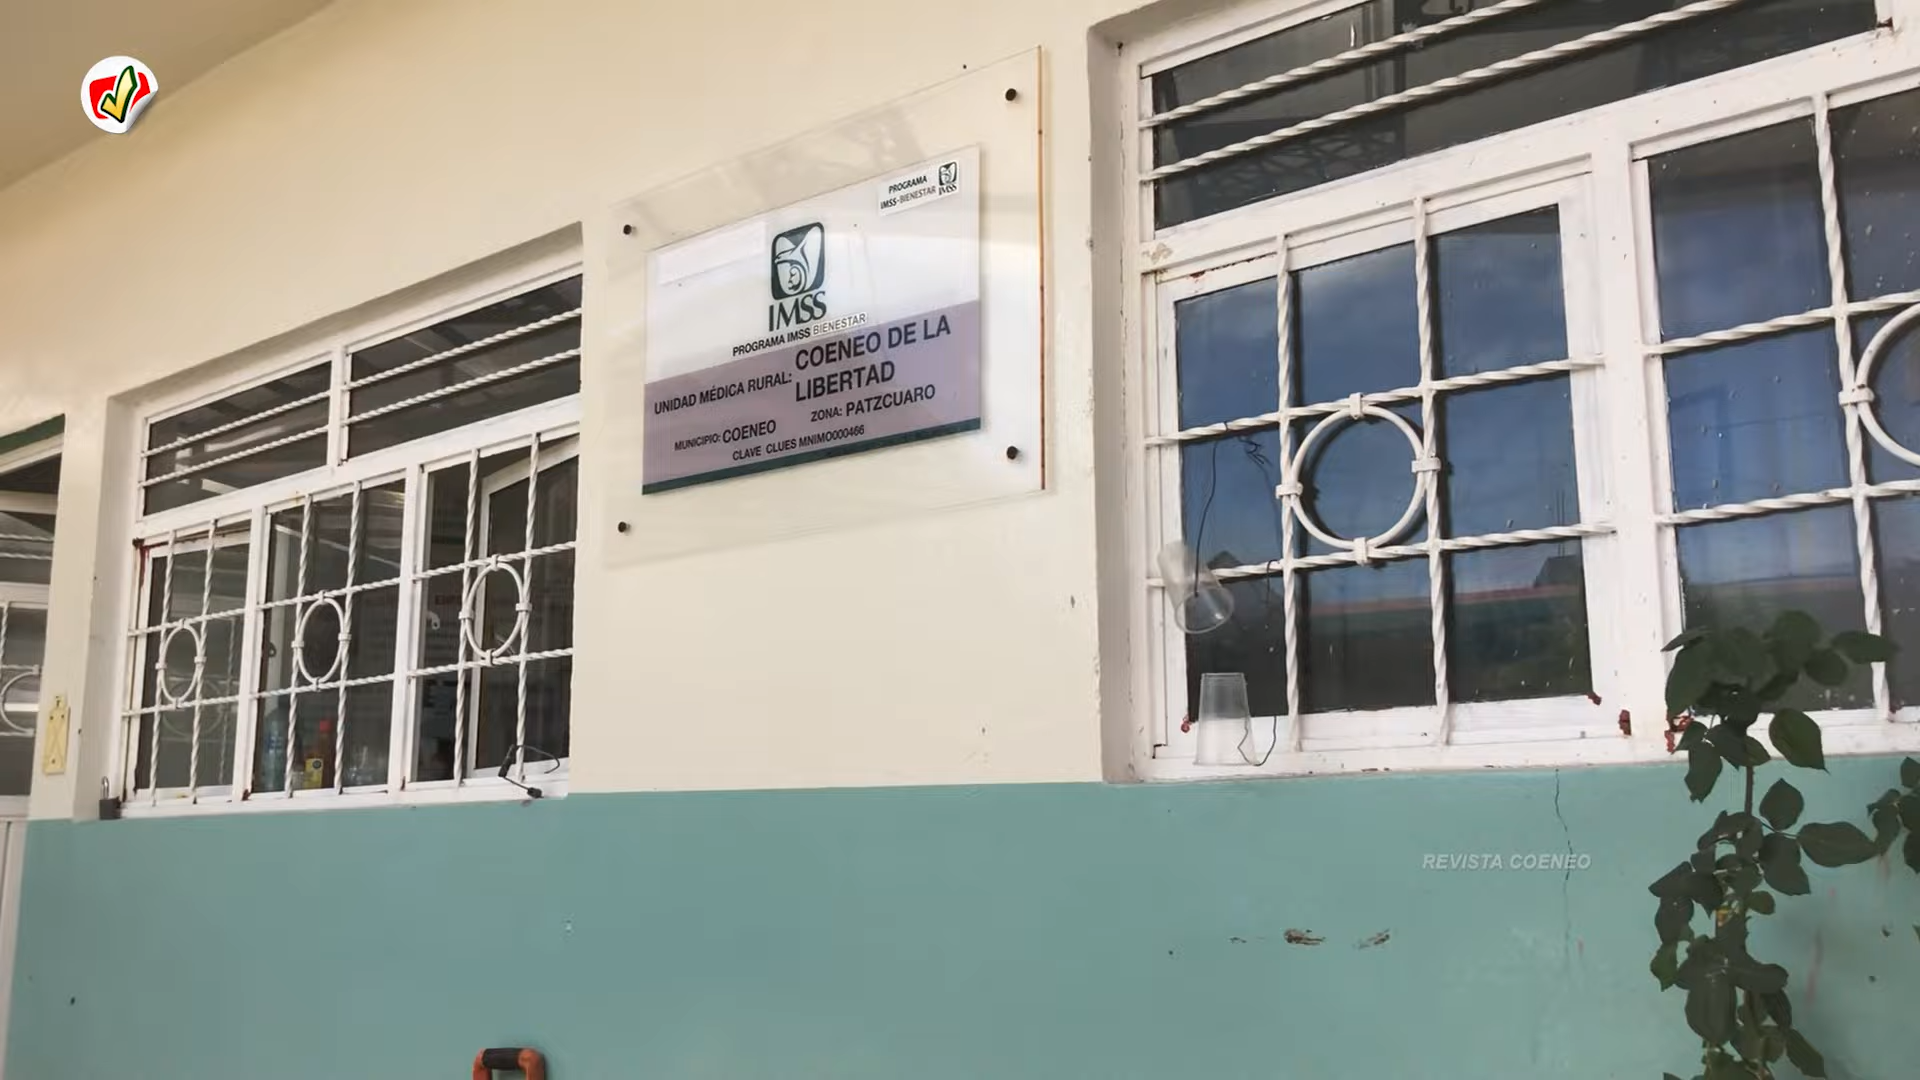 PROGRAMA
IMSS-BIENESTAR IMSS
IMSS
PROGRAMA IMSS BIENESTAR
UNIDAD MÉDICA RURAL: COENEO DE LA
LIBERTAD
ZONA: PATZCUARO
MUNICIPIO: COENEO
CLAVE CLUES MNIMO000466
REVISTA COENEO